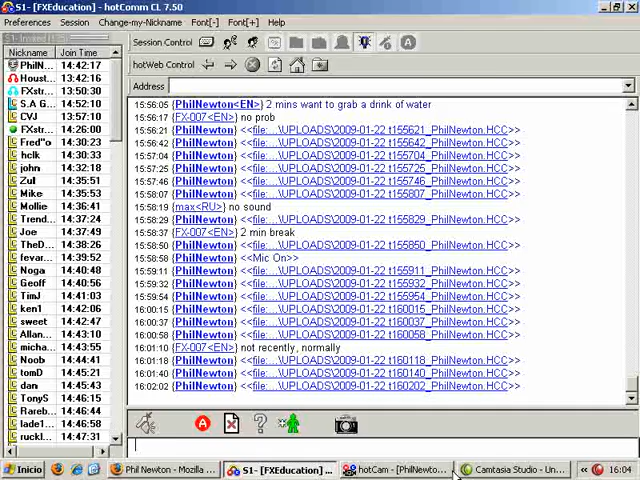 S1- [FXEducation] - hotComm CL 7.50
Preferences Session Change-my-Nickname Font[-] Font[+] Help
Session Control
Nickname Join Time
hotWeb Control
Address
PhilN... 14:42:17
Houst... 13:42:16
FXstr... 13:50:30
S.A G... 14:52:10
CVJ 13:57:10
FXstr... 14:26:00
Fred"o 14:30:23
hclk 14:33:22
john 14:32:18
Zul 14:35:51
Mike 14:35:53
Mollie 14:36:41
Trend... 14:37:24
Joe 14:37:49
TheD... 14:38:26
fevar... 14:39:58
Noga 14:40:48
Geoff 14:40:56
TimJ 14:41:03
ken1 14:42:06
sweet 14:42:47
Allan... 14:43:30
micha... 14:43:39
Noob 14:44:41
tomD 14:45:21
dan 14:45:43
TonyS 14:46:16
Rareb... 14:46:44
lade1... 14:46:58
ruckl... 14:47:31
15:56:05 {PhilNewton<EN>} 2 mins want to grab a drink of water
15:56:17 {FX-007<EN>} no prob
15:56:21 {PhilNewton} <<file:...\UPLOADS\2009-01-22 t155621_PhilNewton.HCC>>
15:56:42 {PhilNewton} <<file:...\UPLOADS\2009-01-22 t155642_PhilNewton.HCC>>
15:57:04 {PhilNewton} <<file:...\UPLOADS\2009-01-22 t155704_PhilNewton.HCC>>
15:57:25 {PhilNewton} <<file:...\UPLOADS\2009-01-22 t155725_PhilNewton.HCC>>
15:57:46 {PhilNewton} <<file:...\UPLOADS\2009-01-22 t155746_PhilNewton.HCC>>
15:58:07 {PhilNewton} <<file:...\UPLOADS\2009-01-22 t155807_PhilNewton.HCC>>
15:58:19 {max<RU>} no sound
15:58:29 {PhilNewton} <<file:...\UPLOADS\2009-01-22 t155829_PhilNewton.HCC>>
15:58:37 {FX-007<EN>} 2 min break
15:58:50 {PhilNewton} <<file:...\UPLOADS\2009-01-22 t155850_PhilNewton.HCC>>
15:58:58 {PhilNewton} <<Mic On>>
15:59:11 {PhilNewton} <<file:...\UPLOADS\2009-01-22 t155911_PhilNewton.HCC>>
15:59:32 {PhilNewton} <<file:...\UPLOADS\2009-01-22 t155932_PhilNewton.HCC>>
15:59:54 {PhilNewton} <<file:...\UPLOADS\2009-01-22 t155954_PhilNewton.HCC>>
16:00:15 {PhilNewton} <<file:...\UPLOADS\2009-01-22 t160015_PhilNewton.HCC>>
16:00:37 {PhilNewton} <<file:...\UPLOADS\2009-01-22 t160037_PhilNewton.HCC>>
16:00:58 {PhilNewton} <<file:...\UPLOADS\2009-01-22 t160058_PhilNewton.HCC>>
16:01:10 {FX-007<EN>} not recently, normally
16:01:18 {PhilNewton} <<file:...\UPLOADS\2009-01-22 t160118_PhilNewton.HCC>>
16:01:40 {PhilNewton} <<file:...\UPLOADS\2009-01-22 t160140_PhilNewton.HCC>>
16:02:02 {PhilNewton} <<file:...\UPLOADS\2009-01-22 t160202_PhilNewton.HCC>>
Inicio Phil Newton - Mozilla ... S1- [FXEducation] ... hotCam - [PhilNewto... Camtasia Studio - Un... 16:04